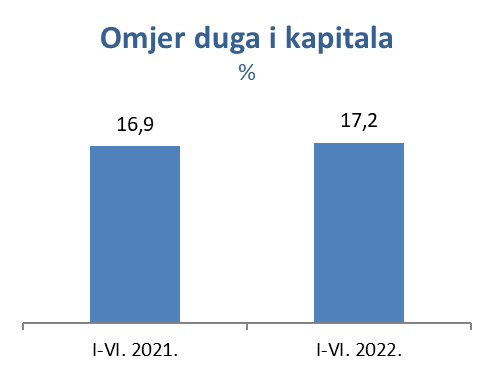 Omjer duga i kapitala
%
16,9
17,2
I-VI. 2021.
I-VI. 2022.